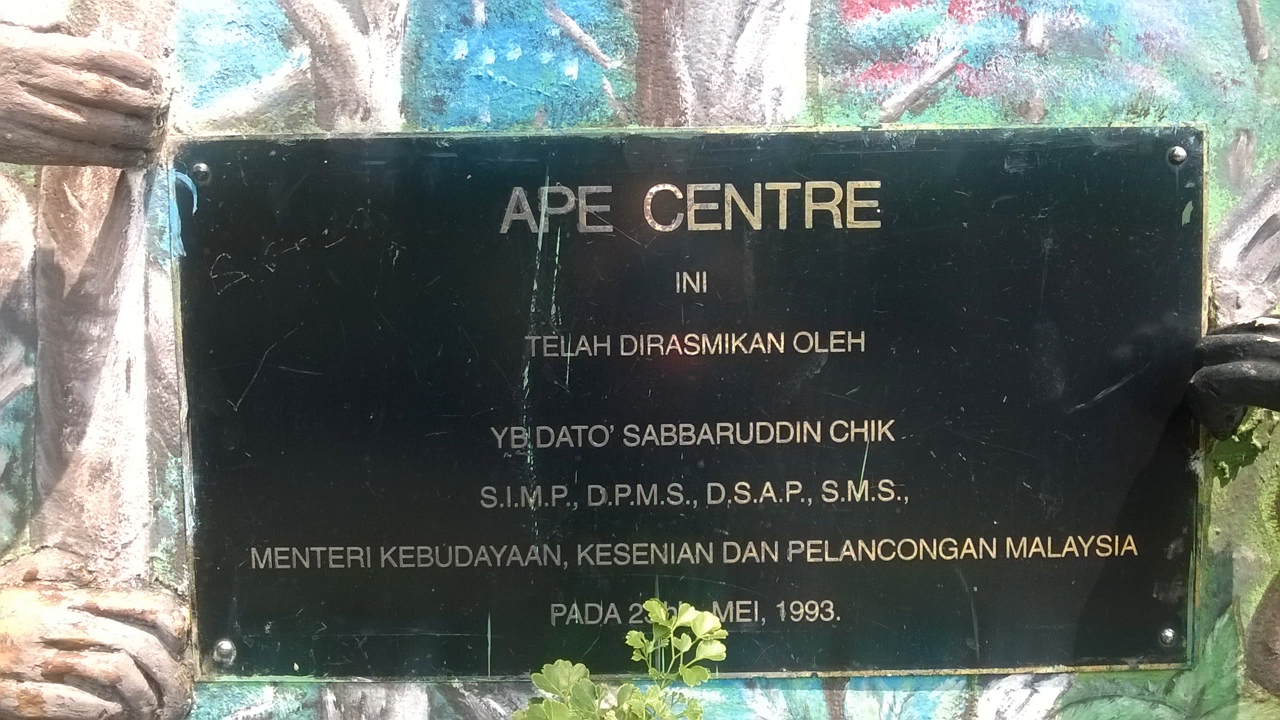 APE CENTRE
INI
TELAH DIRASMIKAN OLEH
YB DATO' SABBARUDDIN CHIK
S.I.M.P., D.P.M.S., D.S.A.P., S.M.S.,
MENTERI KEBUDAYAAN, KESENIAN DAN PELANCONGAN MALAYSIA
PADA MEI, 1993.